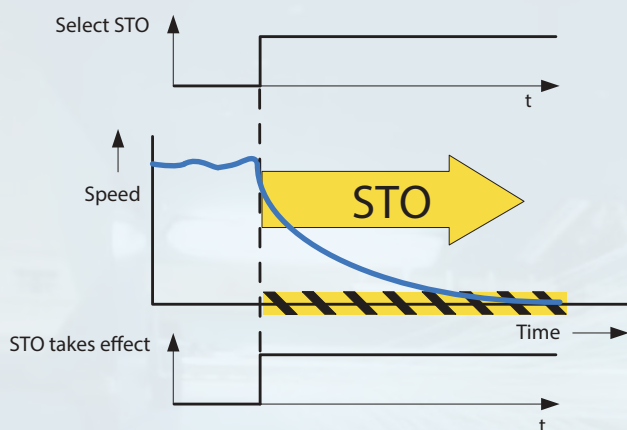 Select STO
t
Speed
STO
Time
STO takes effect
t